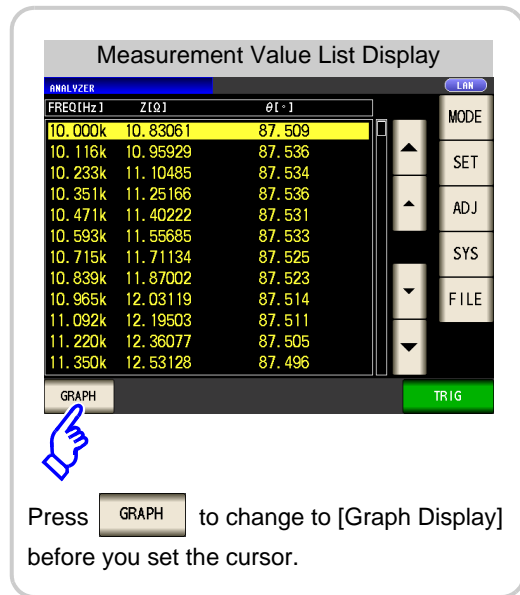 Measurement Value List Display
ANALYZER LAN
FREQ[Hz] Z[Ω] θ[°]
10.000k 10.83061 87.509
10.116k 10.95929 87.536
10.233k 11.10485 87.534
10.351k 11.25166 87.536
10.471k 11.40222 87.531
10.593k 11.55685 87.533
10.715k 11.71134 87.525
10.839k 11.87002 87.523
10.965k 12.03119 87.514
11.092k 12.19503 87.511
11.220k 12.36077 87.505
11.350k 12.53128 87.496
MODE
SET
ADJ
SYS
FILE
GRAPH TRIG
Press GRAPH to change to [Graph Display]
before you set the cursor.